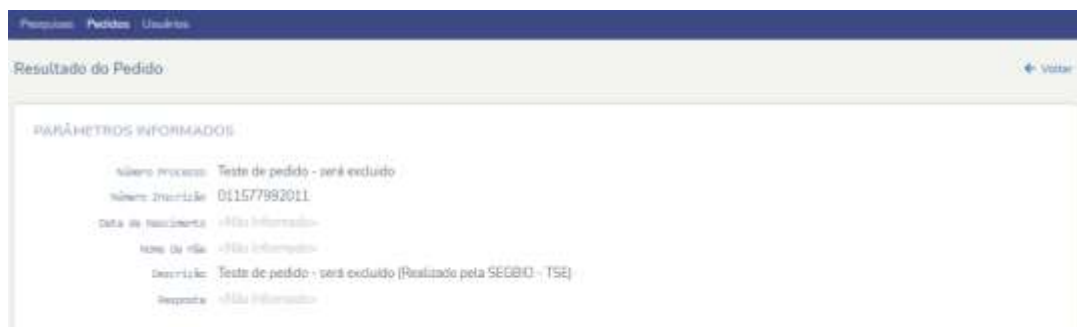 Pesquisas Pedidos Usuários
Resultado do Pedido
← Voltar
PARÂMETROS INFORMADOS
Número Processo Teste de pedido - será excluido
Número Inscrição 011577992011
Data de Nascimento <Não Informado>
Nome da mãe <Não Informado>
Descrição Teste de pedido - será excluido (Realizado pela SEGBIO - TSE)
Resposta <Não Informado>